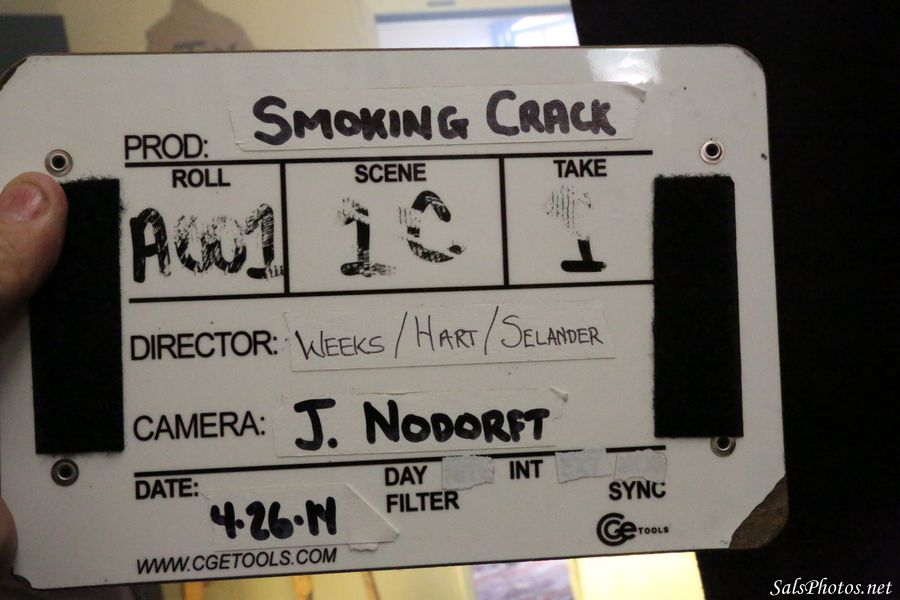 PROD: SMOKING CRACK
ROLL SCENE TAKE
A001 1C 1
DIRECTOR: WEEKS/HART/SELANDER
CAMERA: J. NODORFT
DATE: 4·26·14
DAY INT
FILTER SYNC
CGe TOOLS
WWW.CGETOOLS.COM
SalsPhotos.net